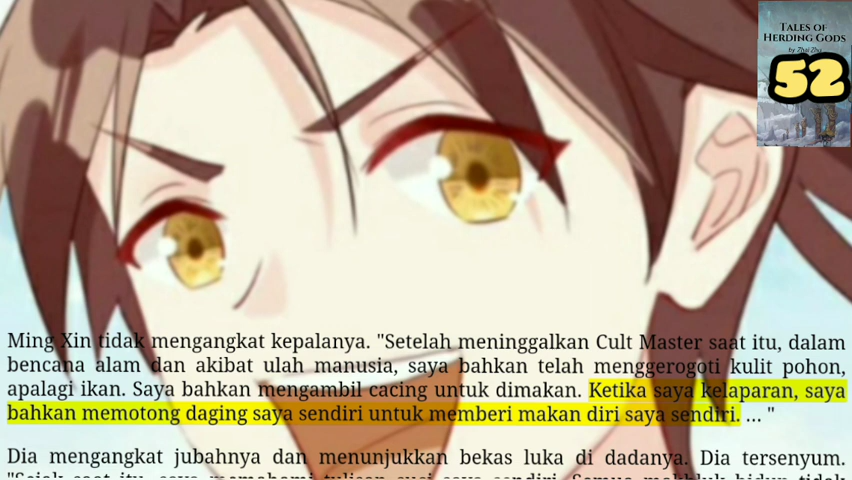 TALES OF
HERDING GODS
by Zhai Zhu
52
Ming Xin tidak mengangkat kepalanya. "Setelah meninggalkan Cult Master saat itu, dalam
bencana alam dan akibat ulah manusia, saya bahkan telah menggerogoti kulit pohon,
apalagi ikan. Saya bahkan mengambil cacing untuk dimakan. Ketika saya kelaparan, saya
bahkan memotong daging saya sendiri untuk memberi makan diri saya sendiri. ... "
Dia mengangkat jubahnya dan menunjukkan bekas luka di dadanya. Dia tersenyum.